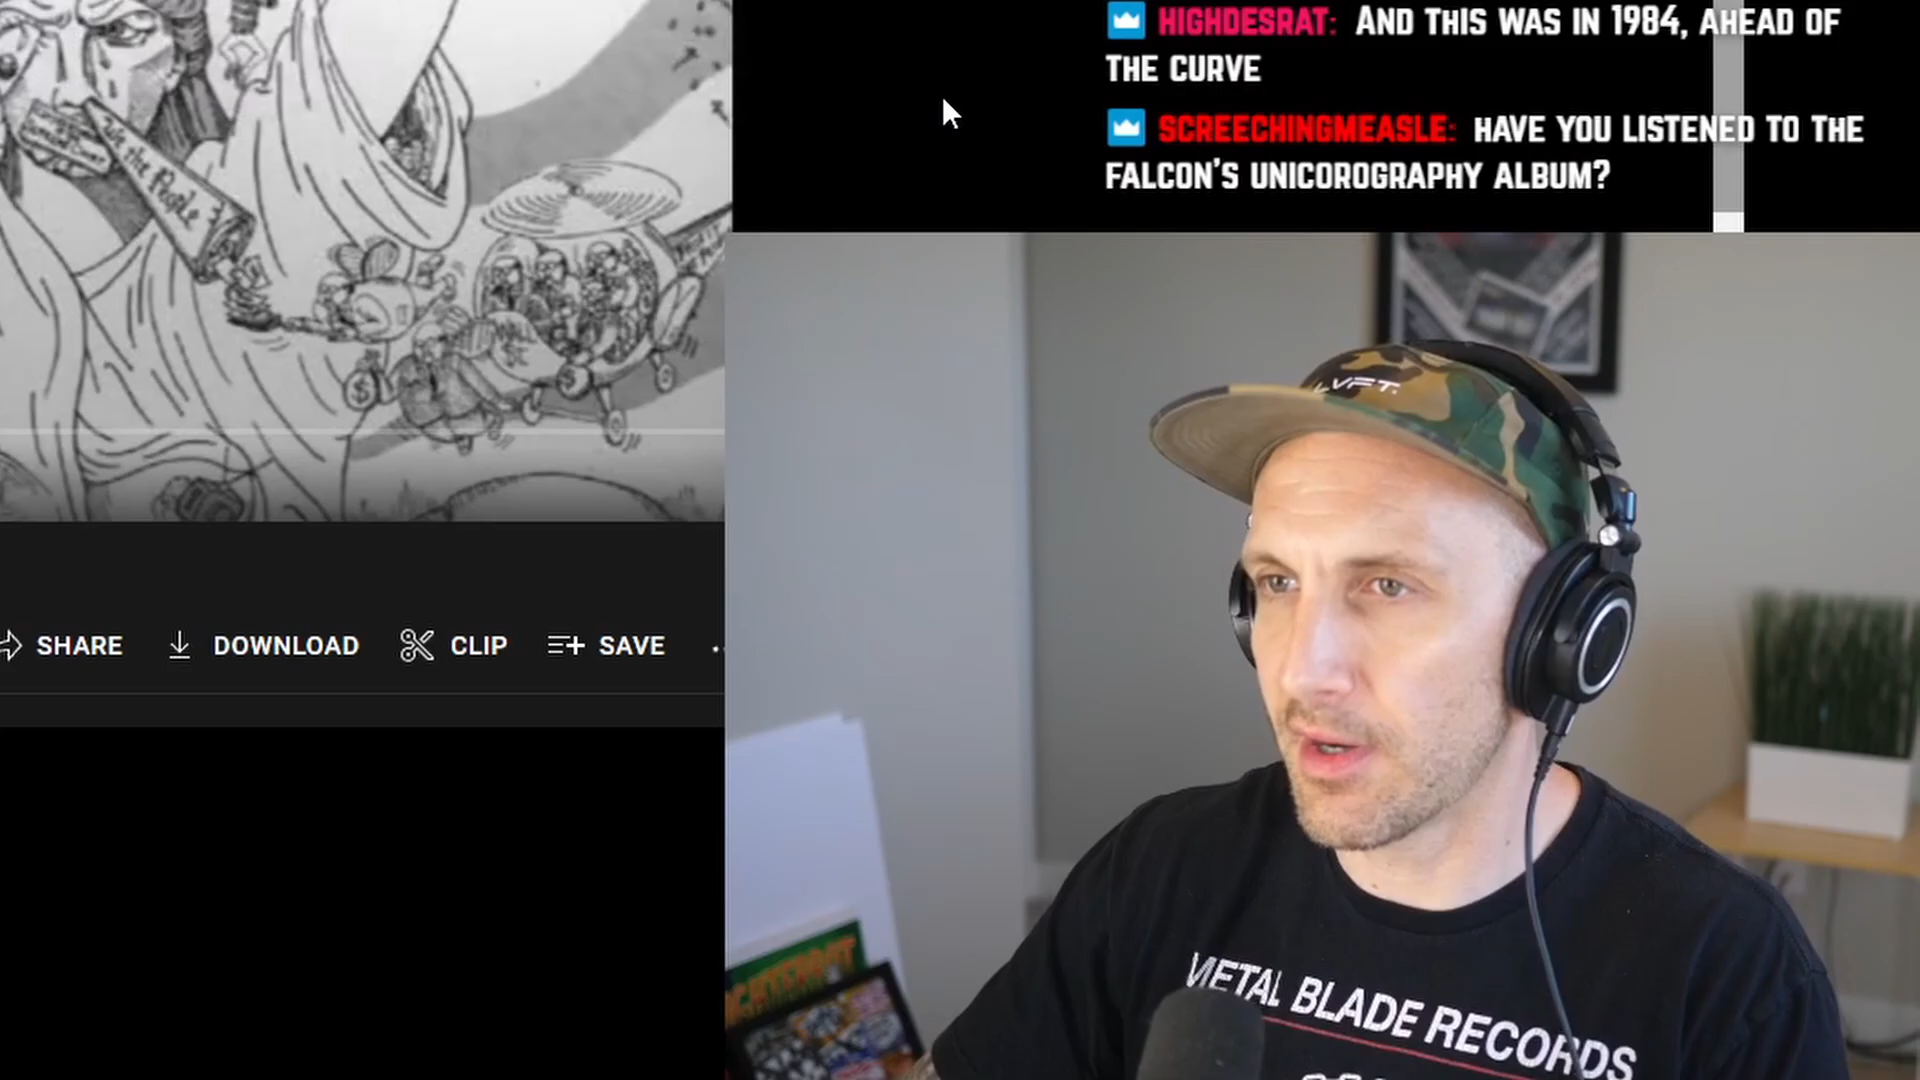 HIGHDESRAT: AND THIS WAS IN 1984, AHEAD OF
THE CURVE
SCREECHINGMEASLE: HAVE YOU LISTENED TO THE
FALCON'S UNICOROGRAPHY ALBUM?
the People
LVFT.
SHARE
DOWNLOAD
CLIP
SAVE
METAL BLADE RECORDS